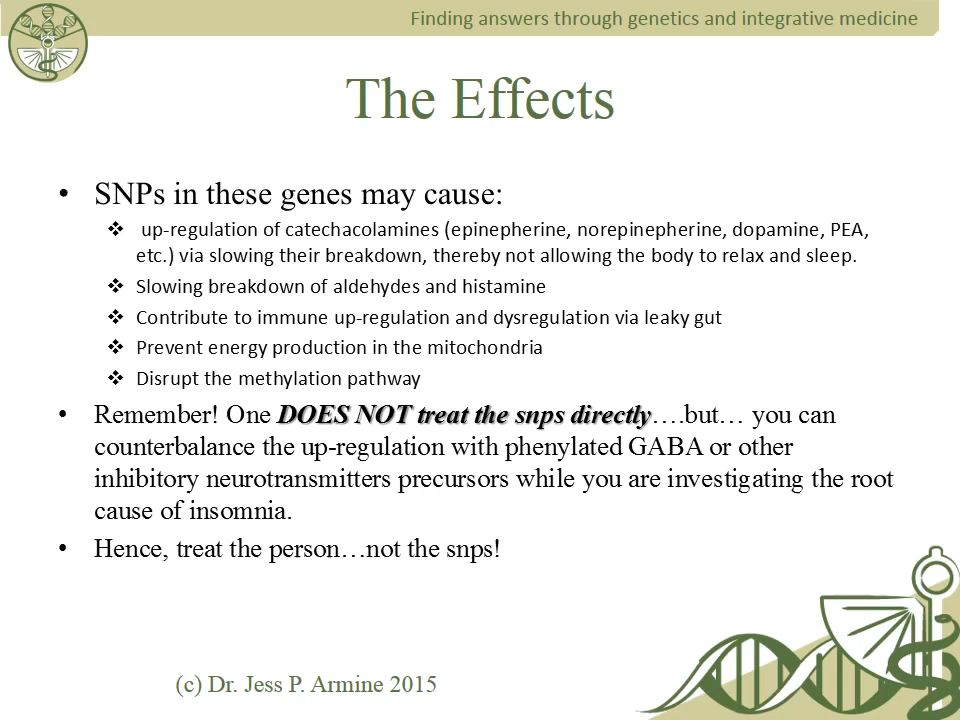 Finding answers through genetics and integrative medicine
The Effects
• SNPs in these genes may cause:
❖ up-regulation of catechacolamines (epinepherine, norepinepherine, dopamine, PEA,
etc.) via slowing their breakdown, thereby not allowing the body to relax and sleep.
❖ Slowing breakdown of aldehydes and histamine
❖ Contribute to immune up-regulation and dysregulation via leaky gut
❖ Prevent energy production in the mitochondria
❖ Disrupt the methylation pathway
• Remember! One DOES NOT treat the snps directly….but… you can
counterbalance the up-regulation with phenylated GABA or other
inhibitory neurotransmitters precursors while you are investigating the root
cause of insomnia.
• Hence, treat the person…not the snps!
(c) Dr. Jess P. Armine 2015